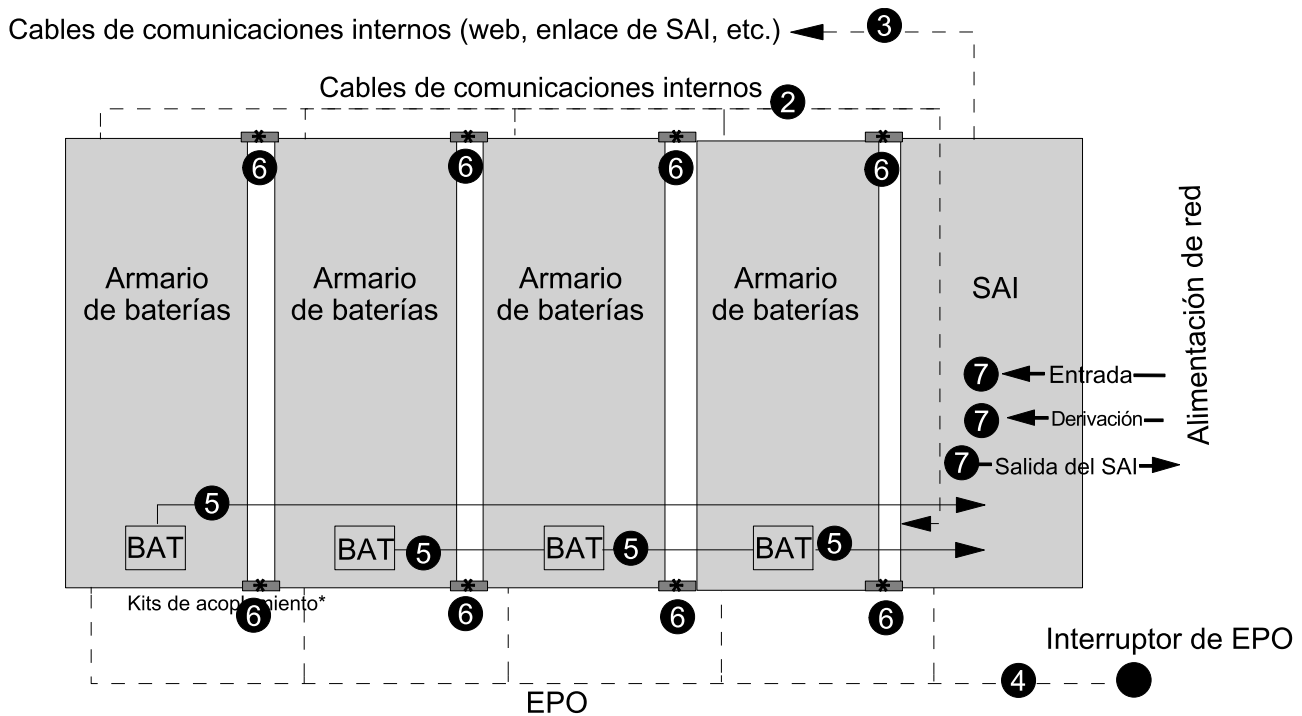 Cables de comunicaciones internos (web, enlace de SAI, etc.) 3
Cables de comunicaciones internos 2
* * * *
6 6 6 6
Armario
de baterías
Armario
de baterías
Armario
de baterías
Armario
de baterías
SAI
Alimentación de red
7 Entrada
7 Derivación
7 Salida del SAI
5
BAT BAT 5 BAT 5 BAT 5
* * * *
Kits de acoplamiento*
6 6 6 6
Interruptor de EPO
4
EPO